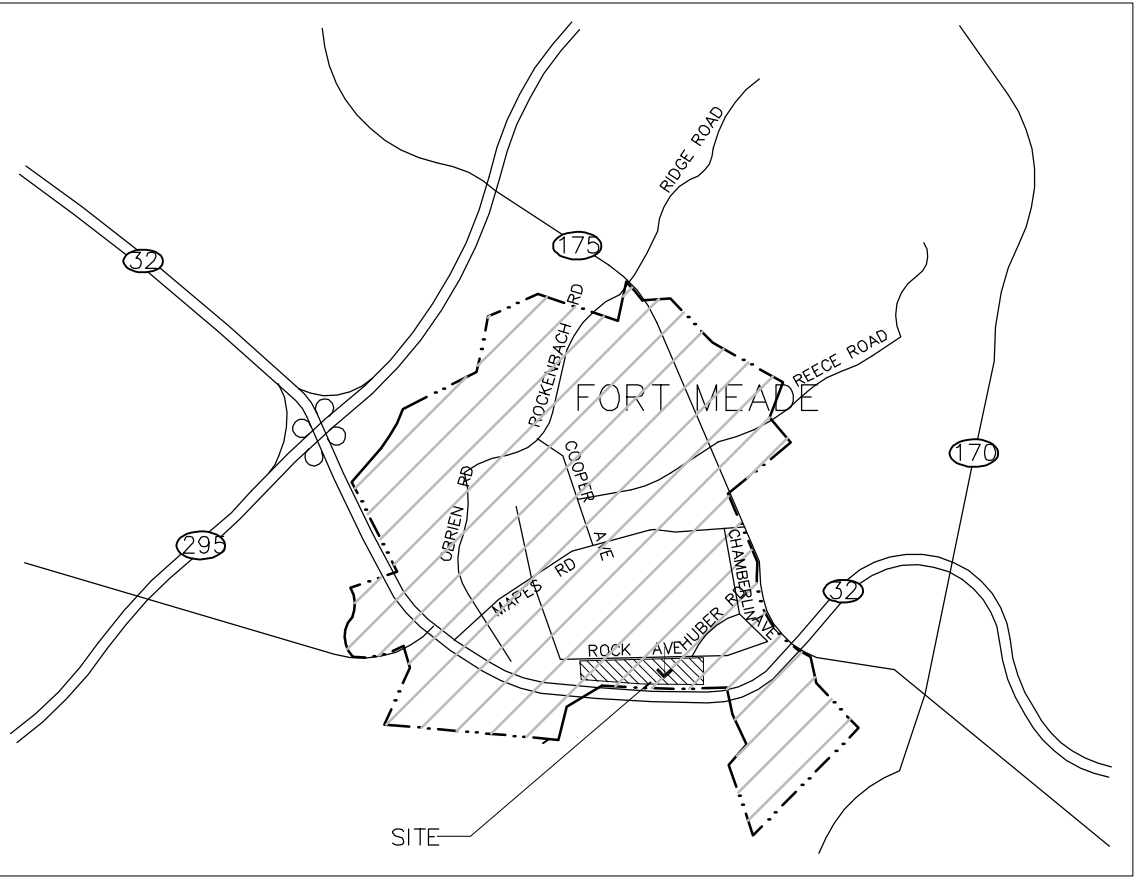 RIDGE ROAD
175
32
ROCKENBACH RD
REECE ROAD
FORT MEADE
COOPER AVE
170
OBRIEN RD
295
CHAMBERLIN AVE
MAPES RD
32
HUBER RD
ROCK AVE
SITE